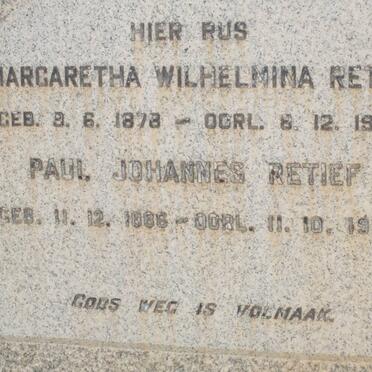 HIER RUS
MARGARETHA WILHELMINA RET
GEB. 9. 6. 1878 – OORL. 8. 12. 19
PAUL JOHANNES RETIEF
GEB. 11. 12. 1886 – OORL. 11. 10. 19
GODS WEG IS VOLMAAK.